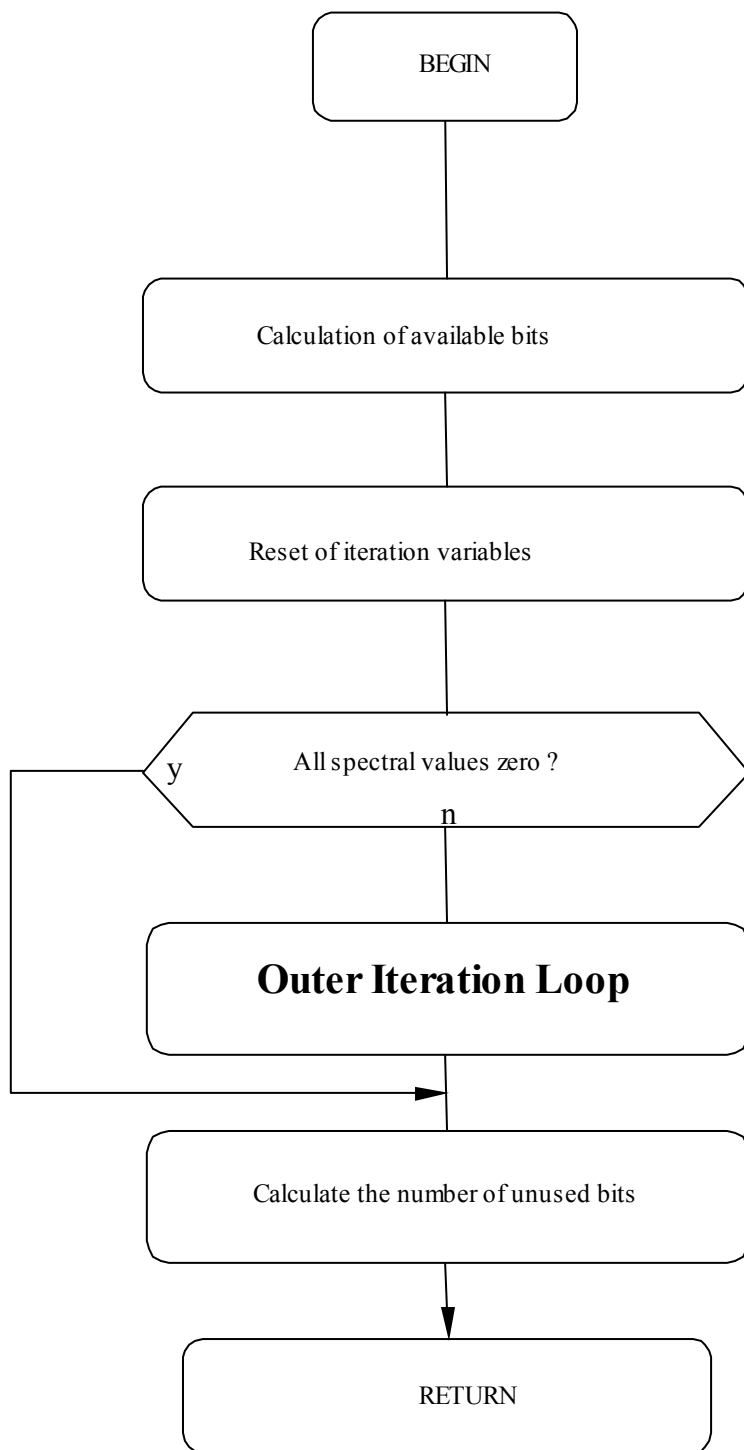 BEGIN
Calculation of available bits
Reset of iteration variables
All spectral values zero ?
y
n
Outer Iteration Loop
Calculate the number of unused bits
RETURN